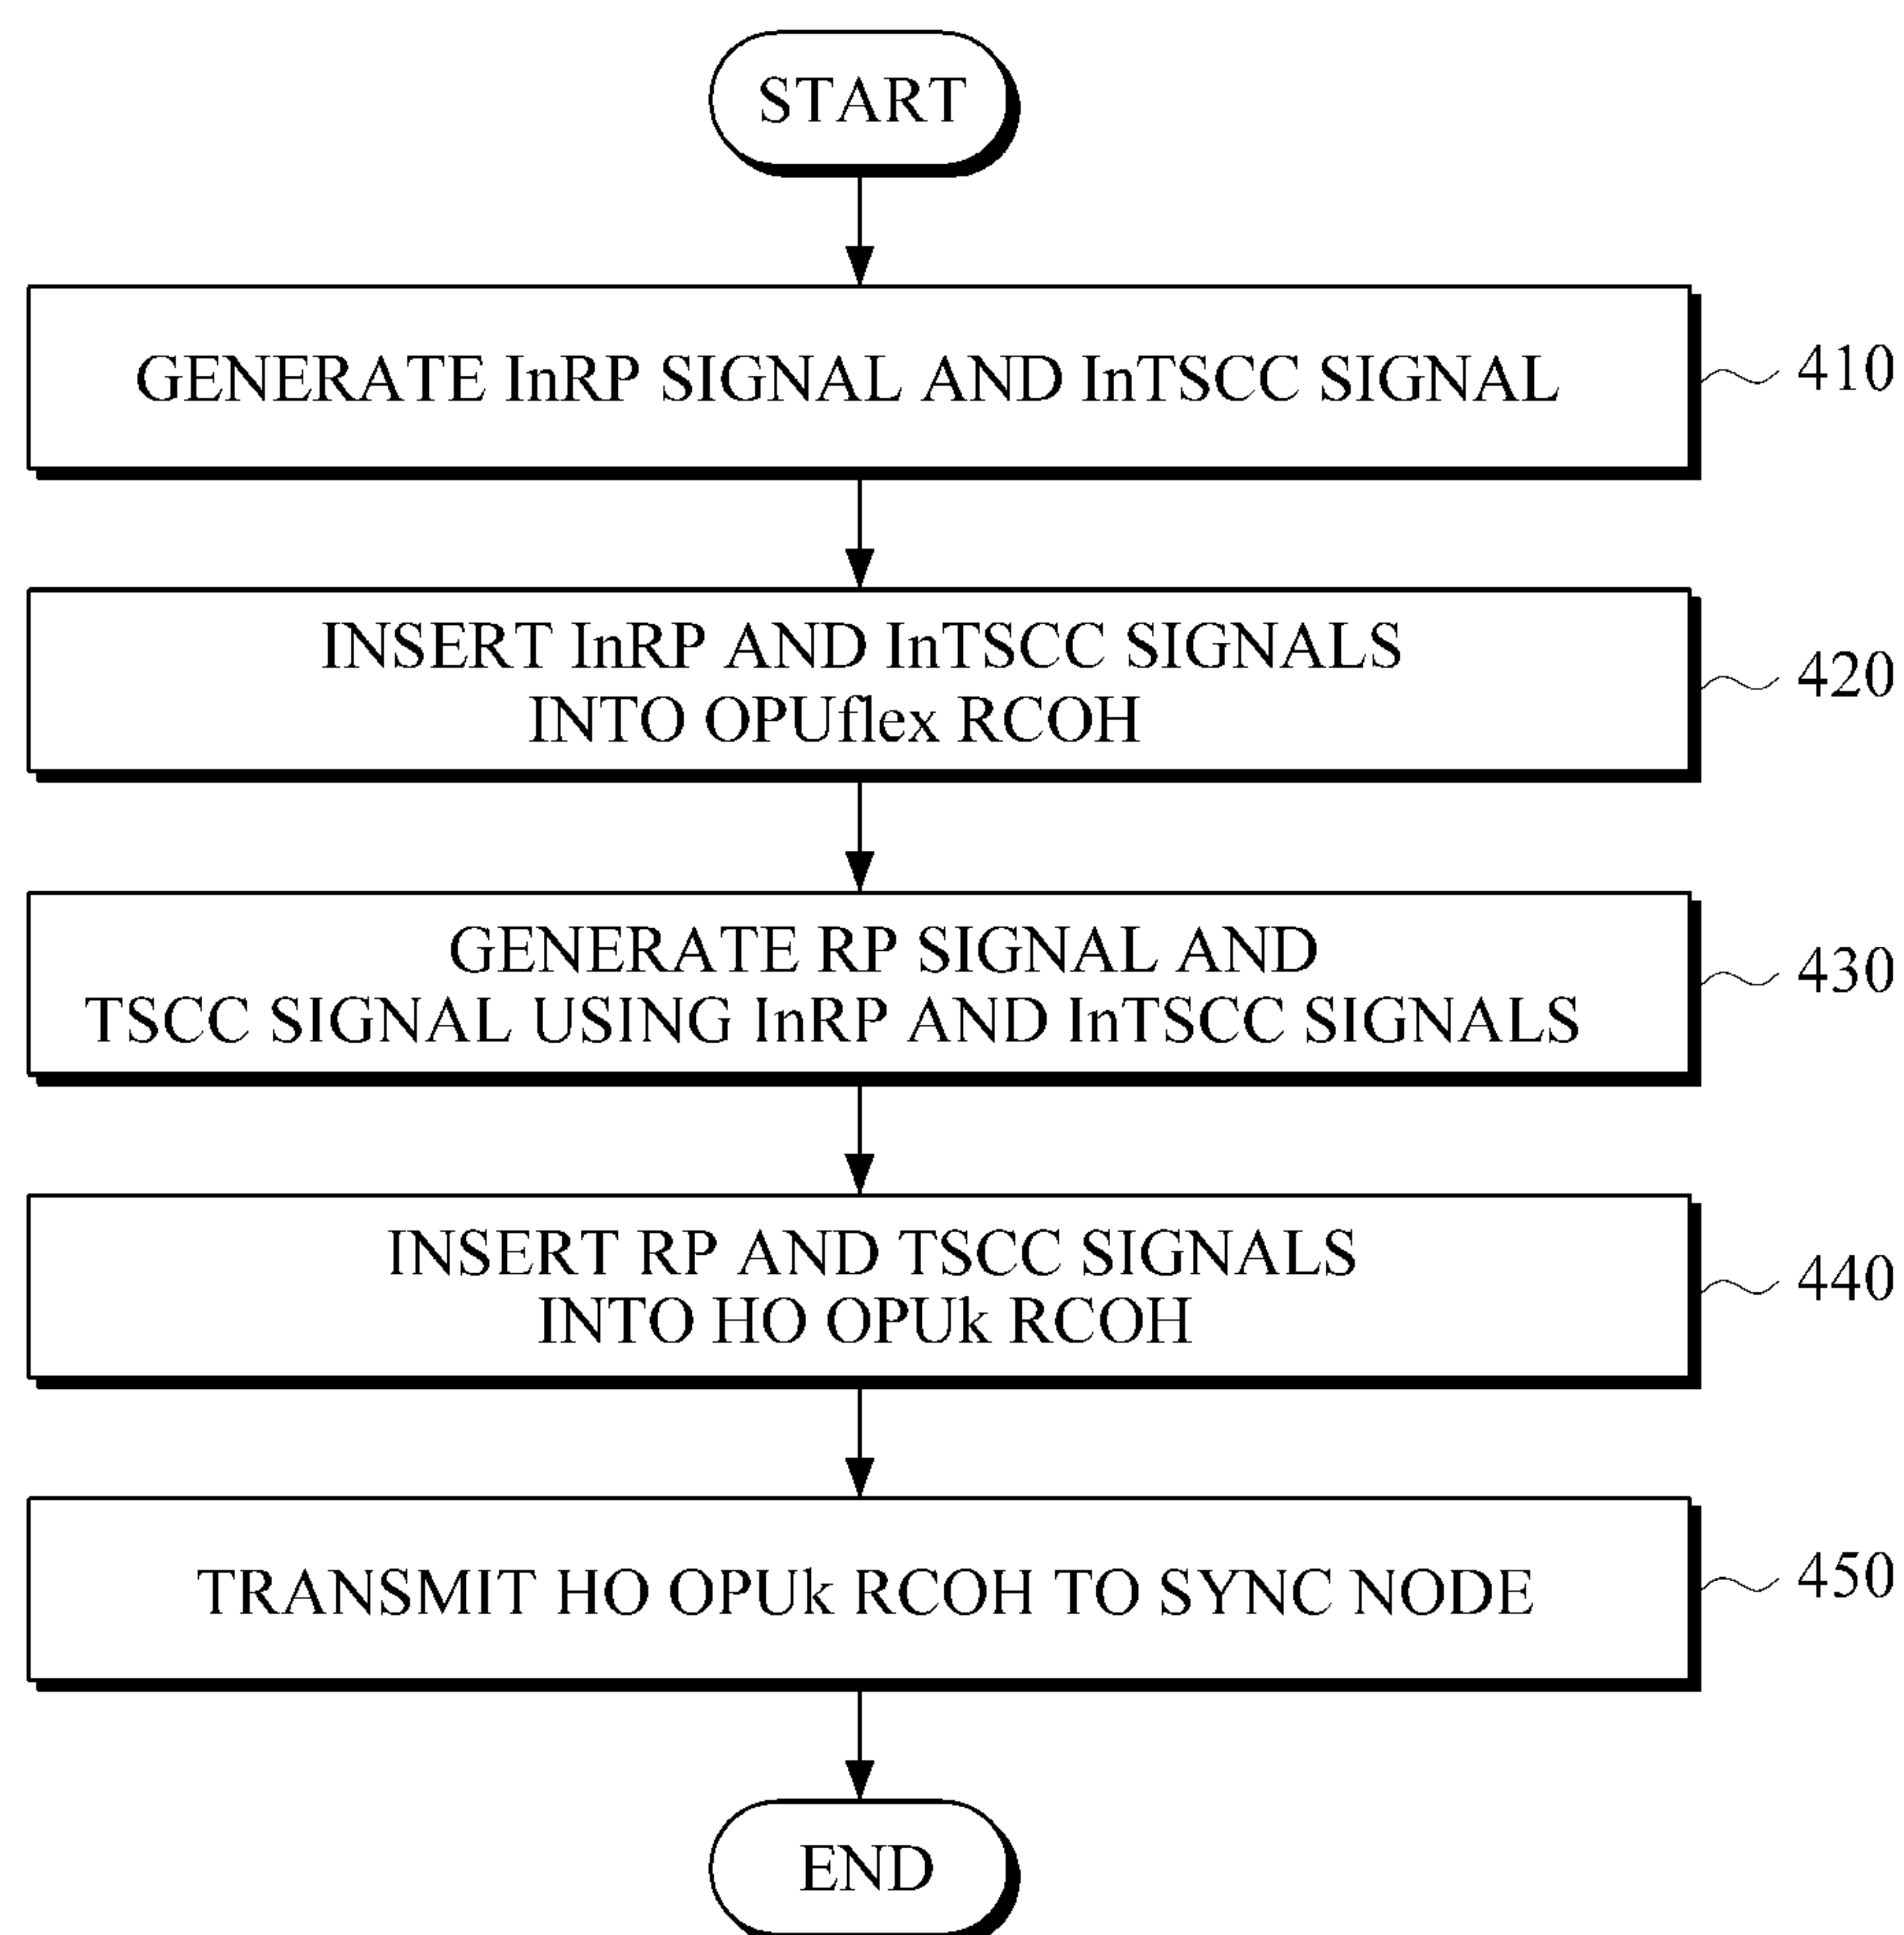 START
GENERATE InRP SIGNAL AND InTSCC SIGNAL
410
INSERT InRP AND InTSCC SIGNALS
INTO OPUflex RCOH
420
GENERATE RP SIGNAL AND
TSCC SIGNAL USING InRP AND InTSCC SIGNALS
430
INSERT RP AND TSCC SIGNALS
INTO HO OPUk RCOH
440
TRANSMIT HO OPUk RCOH TO SYNC NODE
450
END